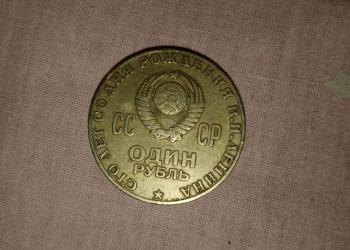 СТО ЛЕТ СО ДНЯ РОЖДЕНИЯ В.И.ЛЕНИНА
СС СР
ОДИН
РУБЛЬ